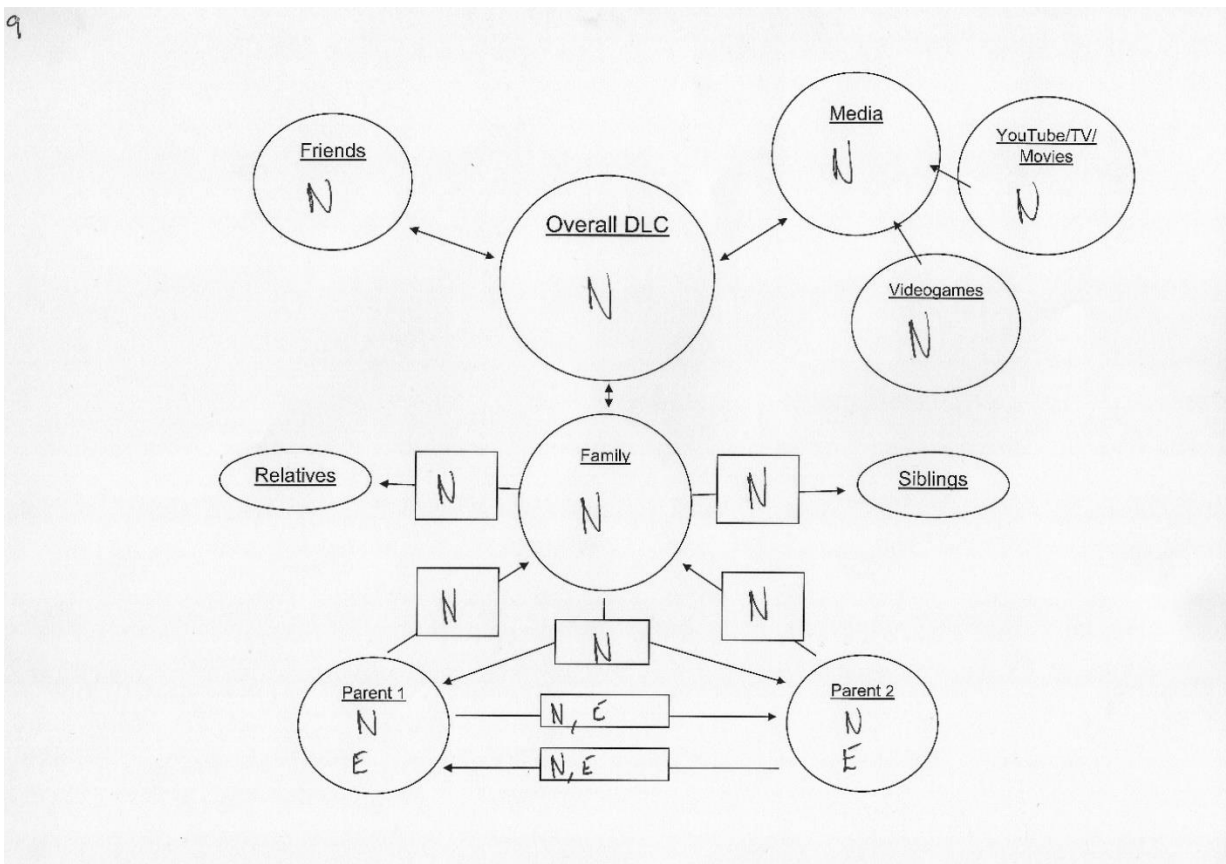 9
Friends
N
Overall DLC
N
Media
N
YouTube/TV/
Movies
N
Videogames
N
Relatives
N
Family
N
N
Siblings
N
N
N
Parent 1
N
E
N, E
N, E
Parent 2
N
E